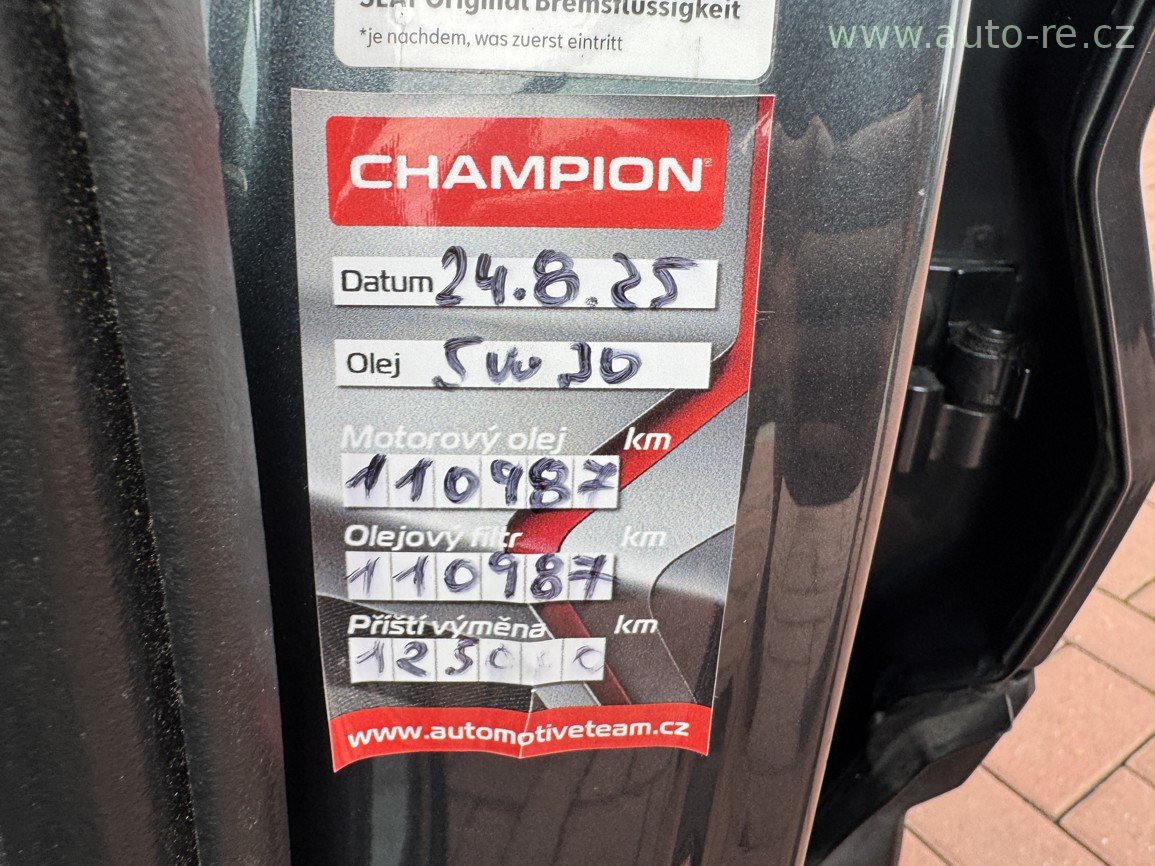 SEAT Original Bremsflüssigkeit
*je nachdem, was zuerst eintritt
www.auto-re.cz
CHAMPION
Datum 24.8.25
Olej 5w30
Motorový olej km
110987
Olejový filtr km
110987
Příští výměna km
125000
www.automotiveteam.cz